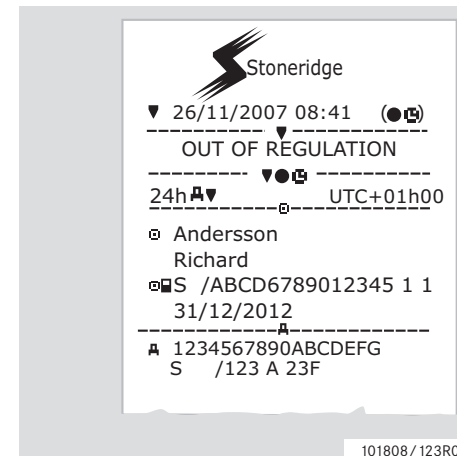 Stoneridge
▼ 26/11/2007 08:41 (●◷)
---------- ▼ ----------
OUT OF REGULATION
---------- ▼●◷ ----------
24h▼ UTC+01h00
Andersson
Richard
S /ABCD6789012345 1 1
31/12/2012
1234567890ABCDEFG
S /123 A 23F
101808/123R0